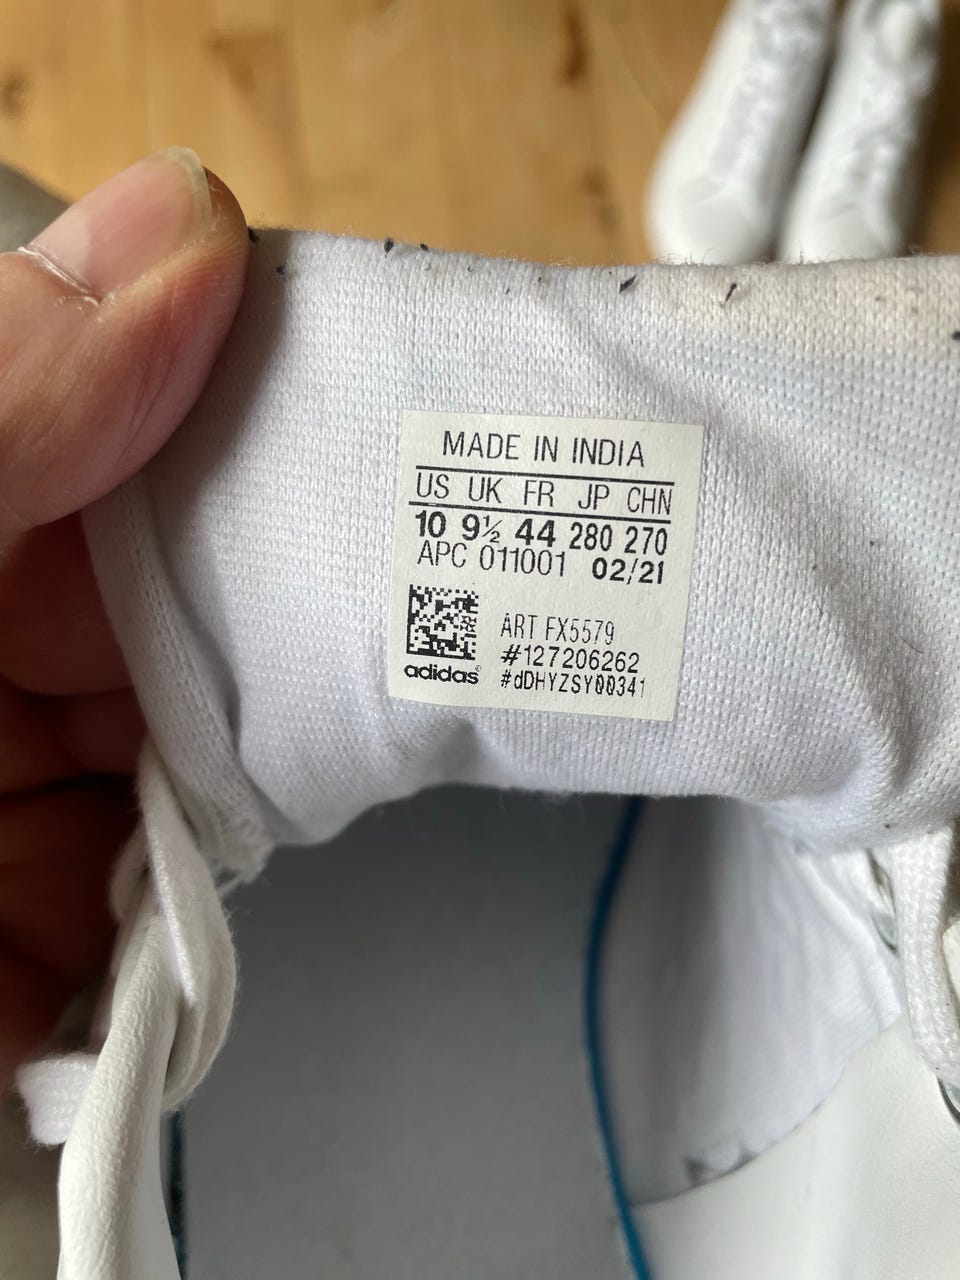 MADE IN INDIA
US UK FR JP CHN
10 9½ 44 280 270
APC 011001 02/21
ART FX5579
#127206262
adidas #dDHYZSY00341